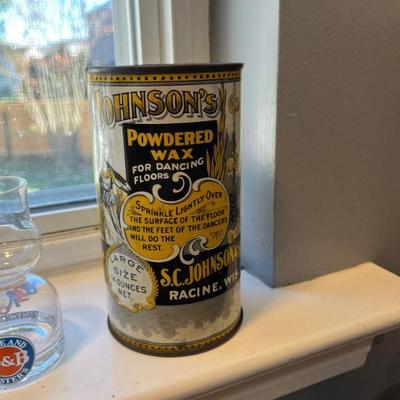 JOHNSON'S
POWDERED
WAX
FOR DANCING
FLOORS
SPRINKLE LIGHTLY OVER
THE SURFACE OF THE FLOOR
AND THE FEET OF THE DANCERS
WILL DO THE
REST.
LARGE
SIZE
14 OUNCES
NET.
S.C. JOHNSON &
RACINE, WIS.